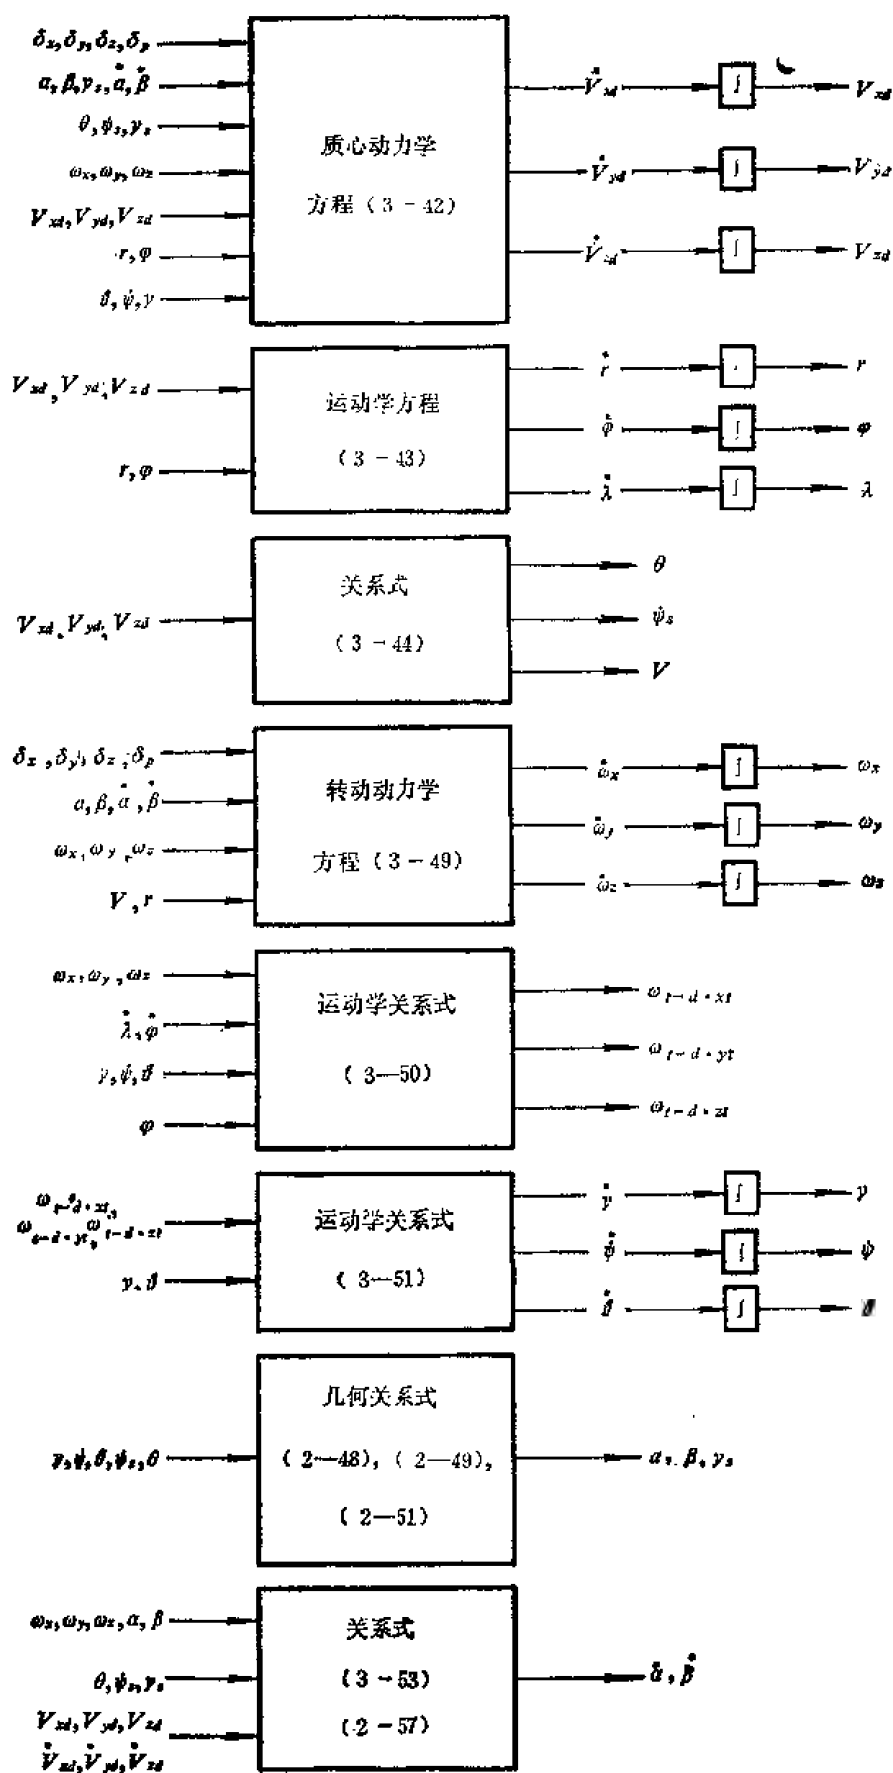 δx, δy, δz, δp
α, β, γs, α̇, β̇
θ, ψs, γs
ωx, ωy, ωz
Vxd, Vyd, Vzd
r, φ
ϑ, ψ, γ
质心动力学
方程(3-42)
V̇xd ∫ Vxd
V̇yd ∫ Vyd
V̇zd ∫ Vzd
Vxd, Vyd, Vzd
r, φ
运动学方程
(3-43)
ṙ r
φ̇ ∫ φ
λ̇ ∫ λ
Vxd, Vyd, Vzd
关系式
(3-44)
θ
ψs
V
δx, δy, δz, δp
α, β, α̇, β̇
ωx, ωy, ωz
V, r
转动动力学
方程(3-49)
ω̇x ∫ ωx
ω̇y ∫ ωy
ω̇z ∫ ωz
ωx, ωy, ωz
λ̇, φ̇
γ, ψ, ϑ
φ
运动学关系式
(3—50)
ωt-d·xt
ωt-d·yt
ωt-d·zt
ωt-d·xt,
ωt-d·yt, ωt-d·zt
γ, ϑ
运动学关系式
(3—51)
γ̇ ∫ γ
ψ̇ ∫ ψ
ϑ̇ ∫ ϑ
γ, ψ, ϑ, ψs, θ
几何关系式
(2—48), (2—49),
(2—51)
α, β, γs
ωx, ωy, ωz, α, β
θ, ψs, γs
Vxd, Vyd, Vzd
V̇xd, V̇yd, V̇zd
关系式
(3-53)
(2-57)
α̇, β̇